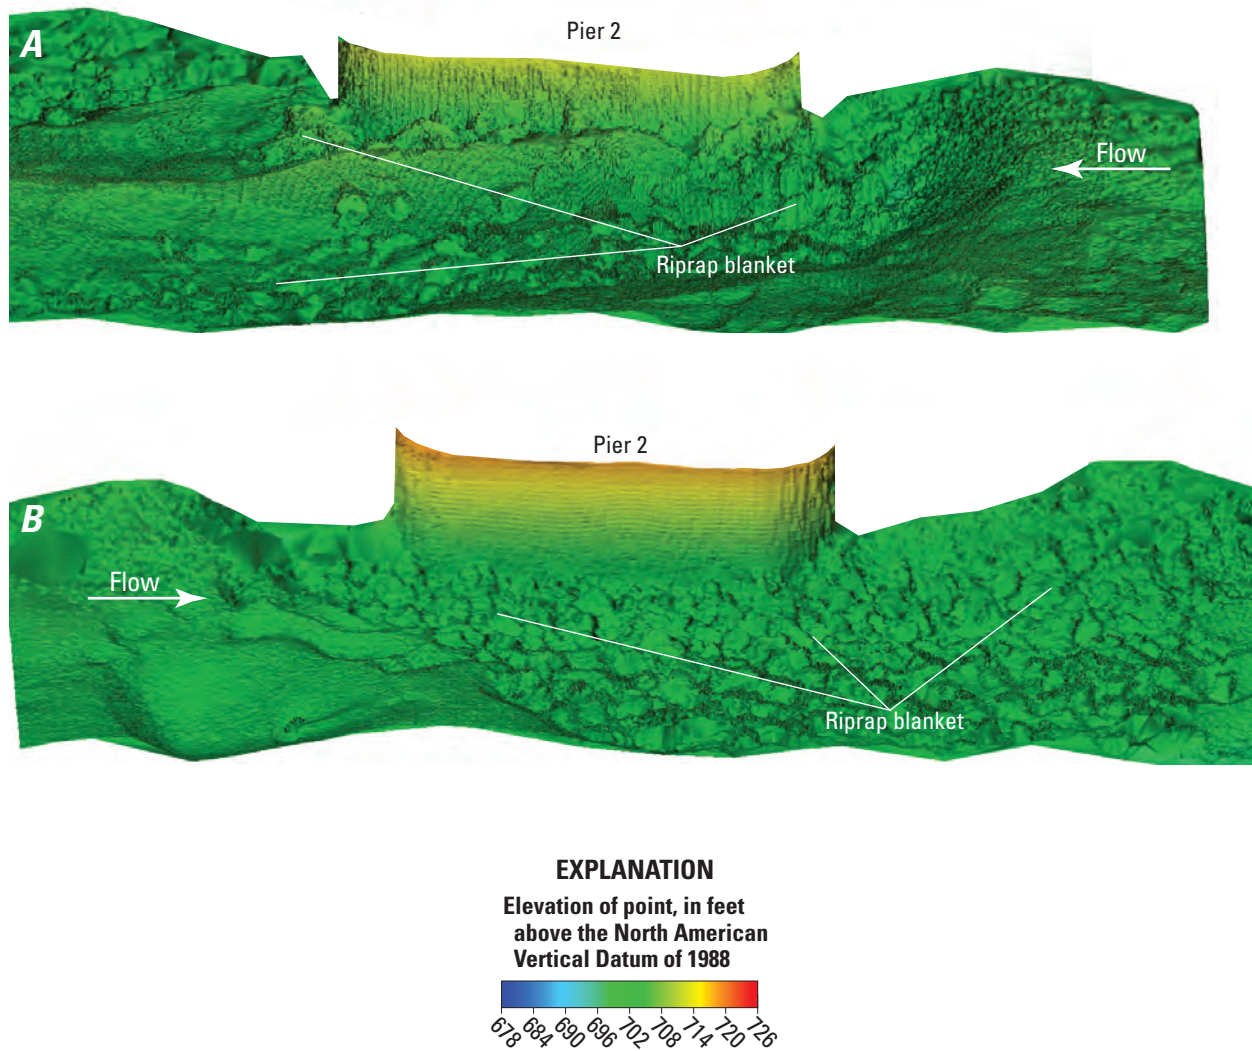 A
Pier 2
Flow
Riprap blanket
Pier 2
B
Flow
Riprap blanket
EXPLANATION
Elevation of point, in feet
above the North American
Vertical Datum of 1988
678 684 690 696 702 708 714 720 726